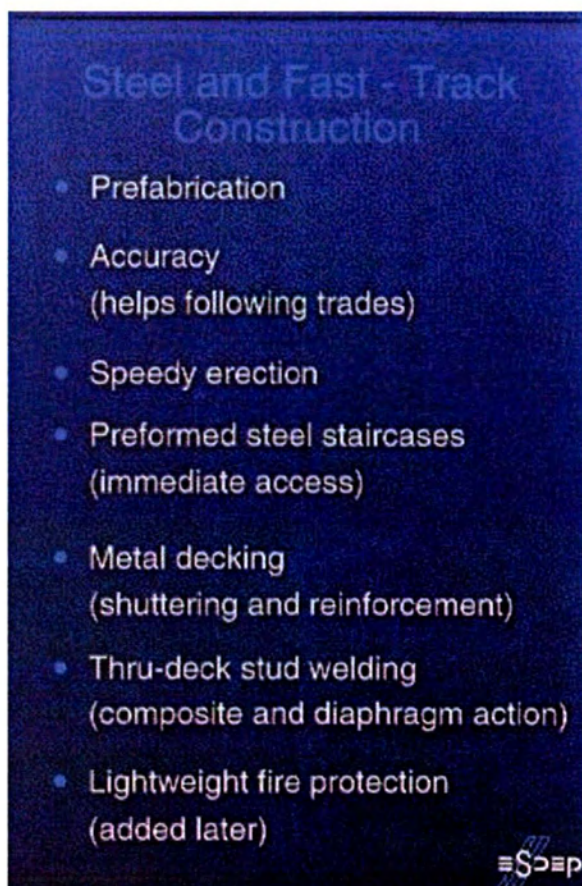 Steel and Fast - Track
Construction
• Prefabrication
• Accuracy
(helps following trades)
• Speedy erection
• Preformed steel staircases
(immediate access)
• Metal decking
(shuttering and reinforcement)
• Thru-deck stud welding
(composite and diaphragm action)
• Lightweight fire protection
(added later)